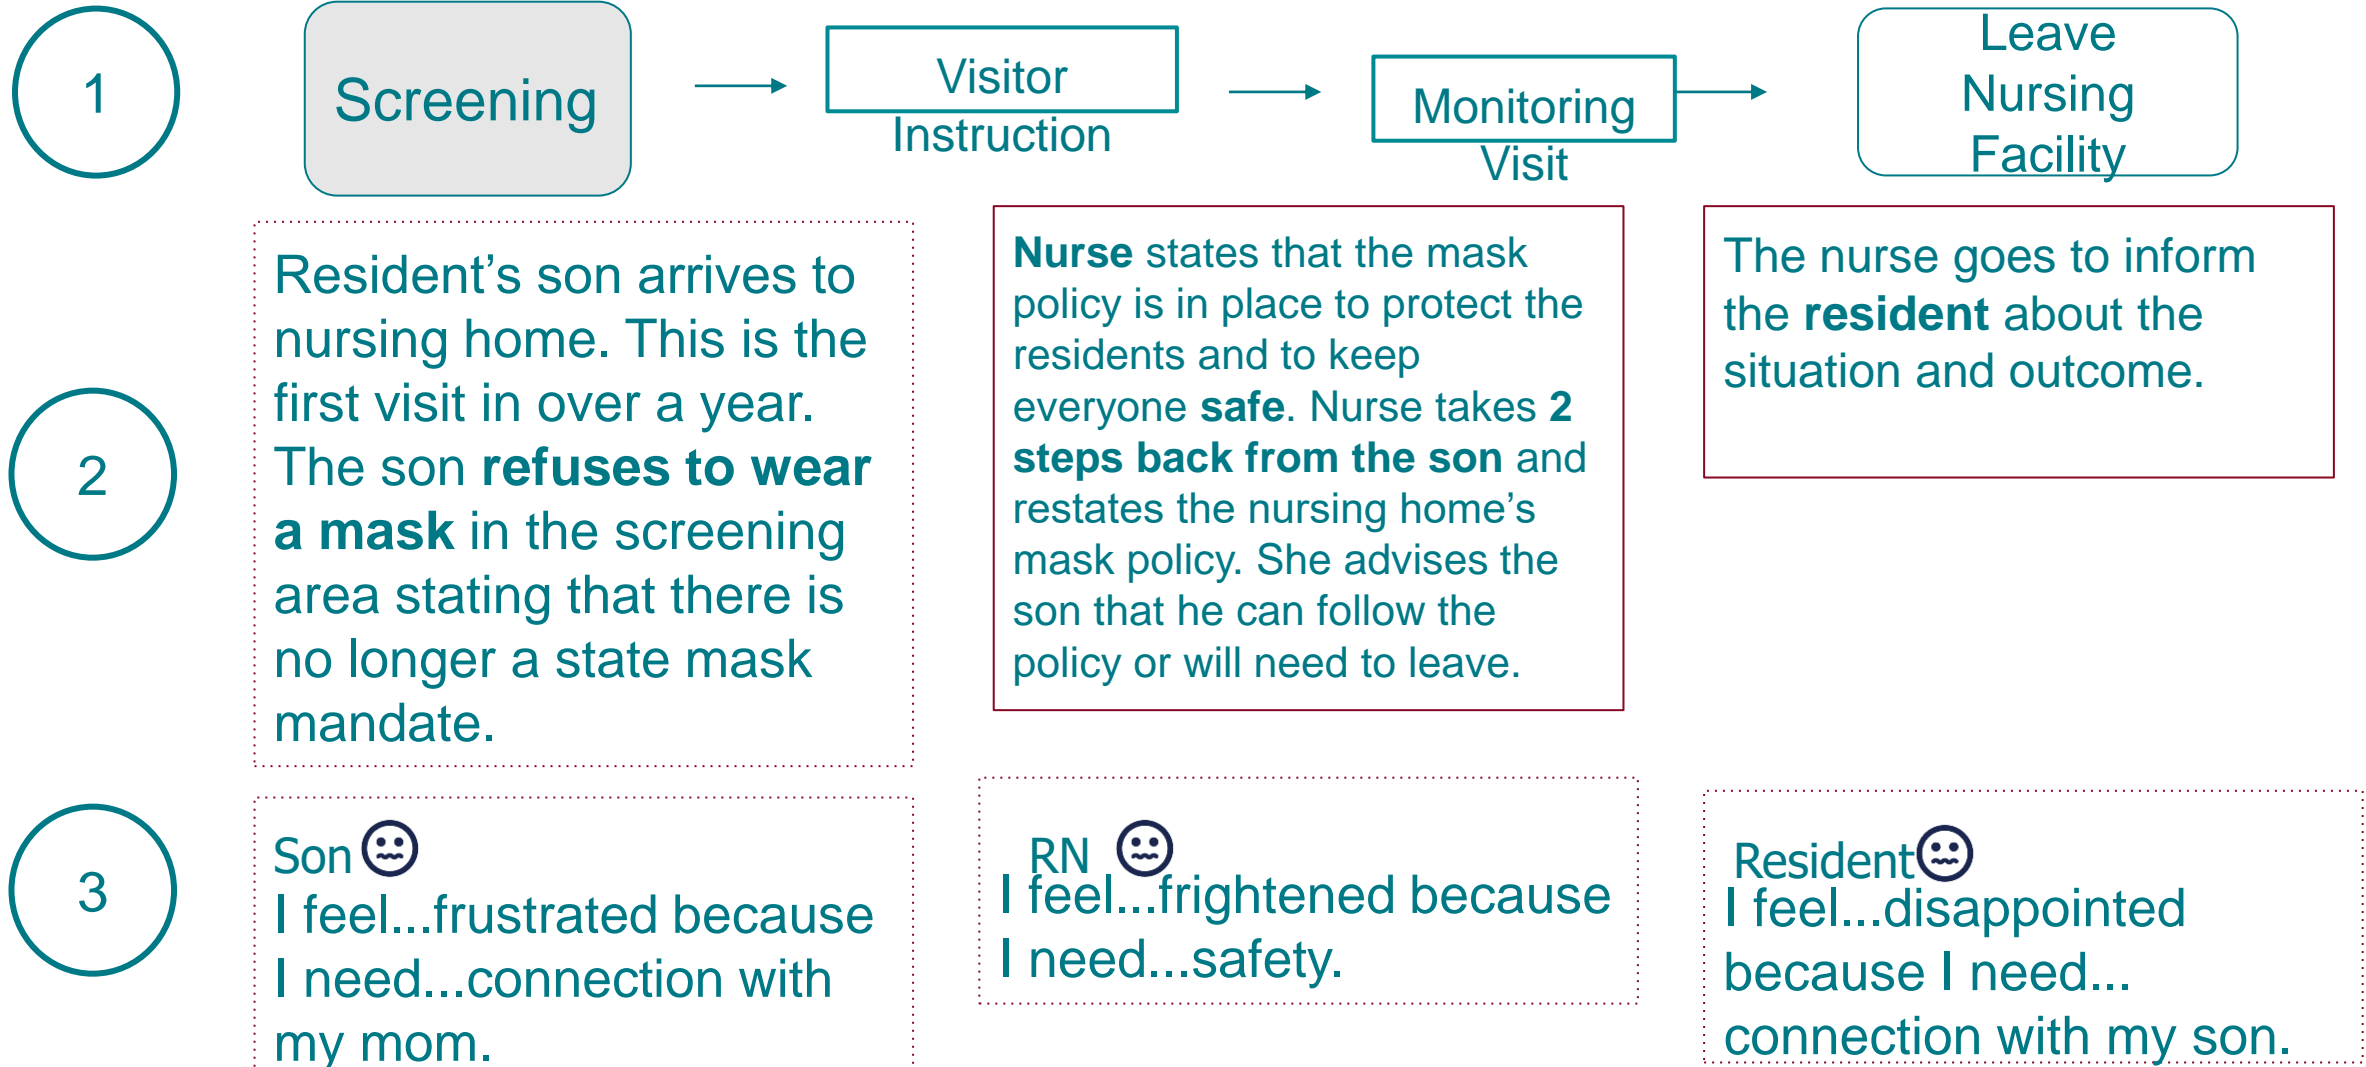 1
Screening
Visitor
Instruction
Monitoring
Visit
Leave
Nursing
Facility
2
Resident’s son arrives to
nursing home. This is the
first visit in over a year.
The son refuses to wear
a mask in the screening
area stating that there is
no longer a state mask
mandate.
Nurse states that the mask
policy is in place to protect the
residents and to keep
everyone safe. Nurse takes 2
steps back from the son and
restates the nursing home’s
mask policy. She advises the
son that he can follow the
policy or will need to leave.
The nurse goes to inform
the resident about the
situation and outcome.
3
Son
I feel...frustrated because
I need...connection with
my mom.
RN
I feel...frightened because
I need...safety.
Resident
I feel...disappointed
because I need...
connection with my son.